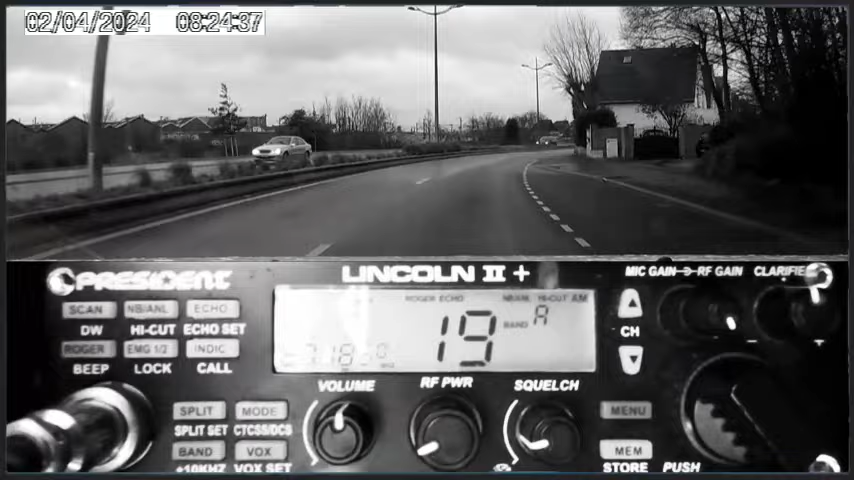 02/04/2024 08:24:37
PRESIDENT LINCOLN II + MIC GAIN RF GAIN CLARIFIE
SCAN NB/ANL ECHO
DW HI-CUT ECHO SET
ROGER EMG 1/2 INDIC
BEEP LOCK CALL
ROGER ECHO NB/ANL HI-CUT AM
19 BAND A
CH
VOLUME RF PWR SQUELCH
SPLIT MODE MENU
SPLIT SET CTCSS/DCS
BAND VOX MEM
+10KHZ VOX SET STORE PUSH